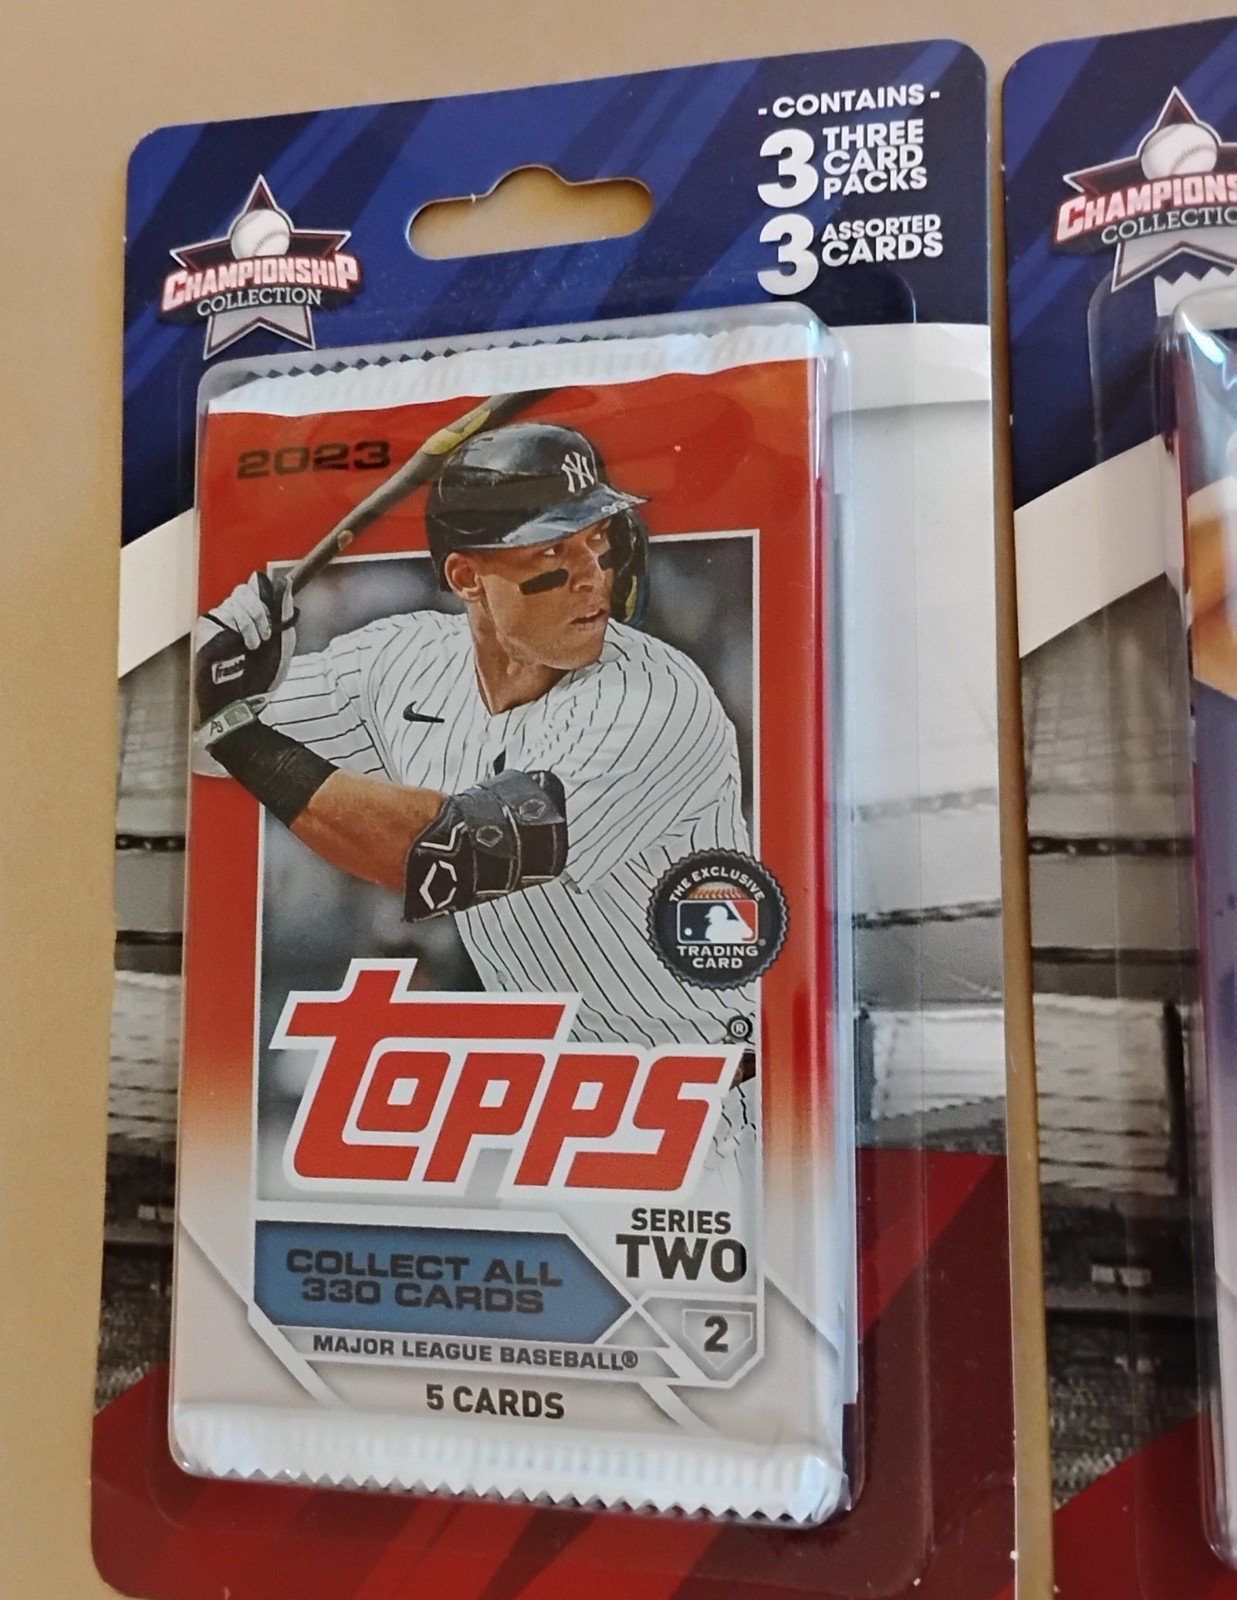 - CONTAINS -
3 THREE CARD PACKS
3 ASSORTED CARDS
CHAMPIONSHIP
COLLECTION
2023
NY
THE EXCLUSIVE
TRADING
CARD
topps®
SERIES
TWO
COLLECT ALL
330 CARDS
2
MAJOR LEAGUE BASEBALL®
5 CARDS
CHAMPIONS
COLLECTIO